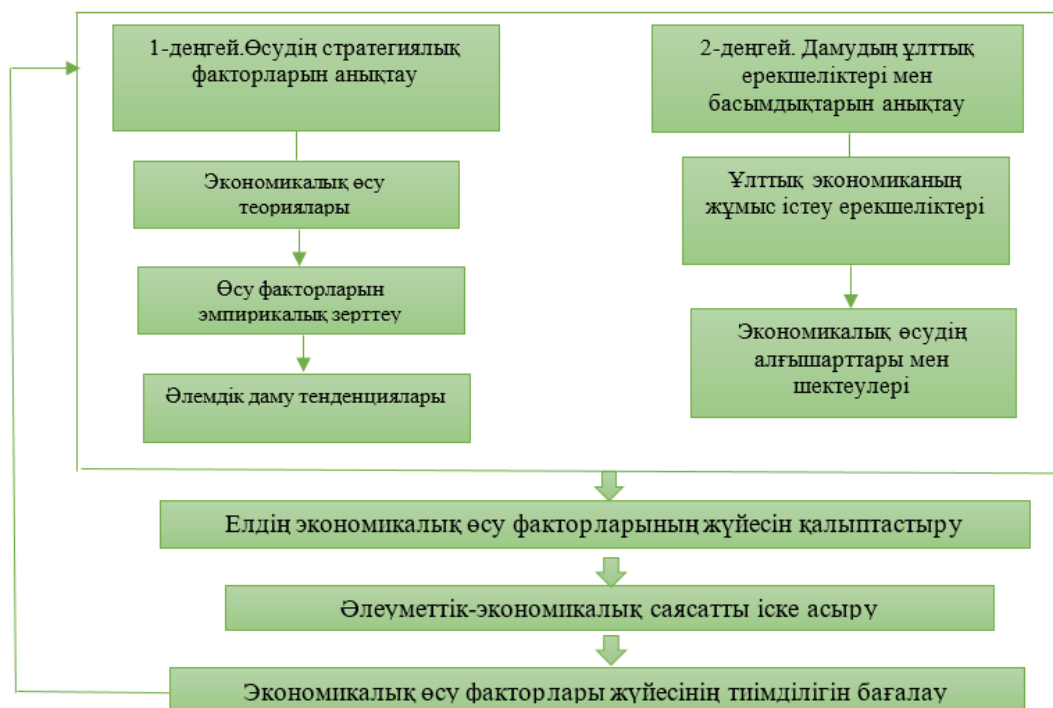 1-деңгей.Өсудің стратегиялық
факторларын анықтау
Экономикалық өсу
теориялары
Өсу факторларын
эмпирикалық зерттеу
Әлемдік даму тенденциялары
2-деңгей. Дамудың ұлттық
ерекшеліктері мен
басымдықтарын анықтау
Ұлттық экономиканың
жұмыс істеу ерекшеліктері
Экономикалық өсудің
алғышарттары мен
шектеулері
Елдің экономикалық өсу факторларының жүйесін қалыптастыру
Әлеуметтік-экономикалық саясатты іске асыру
Экономикалық өсу факторлары жүйесінің тиімділігін бағалау